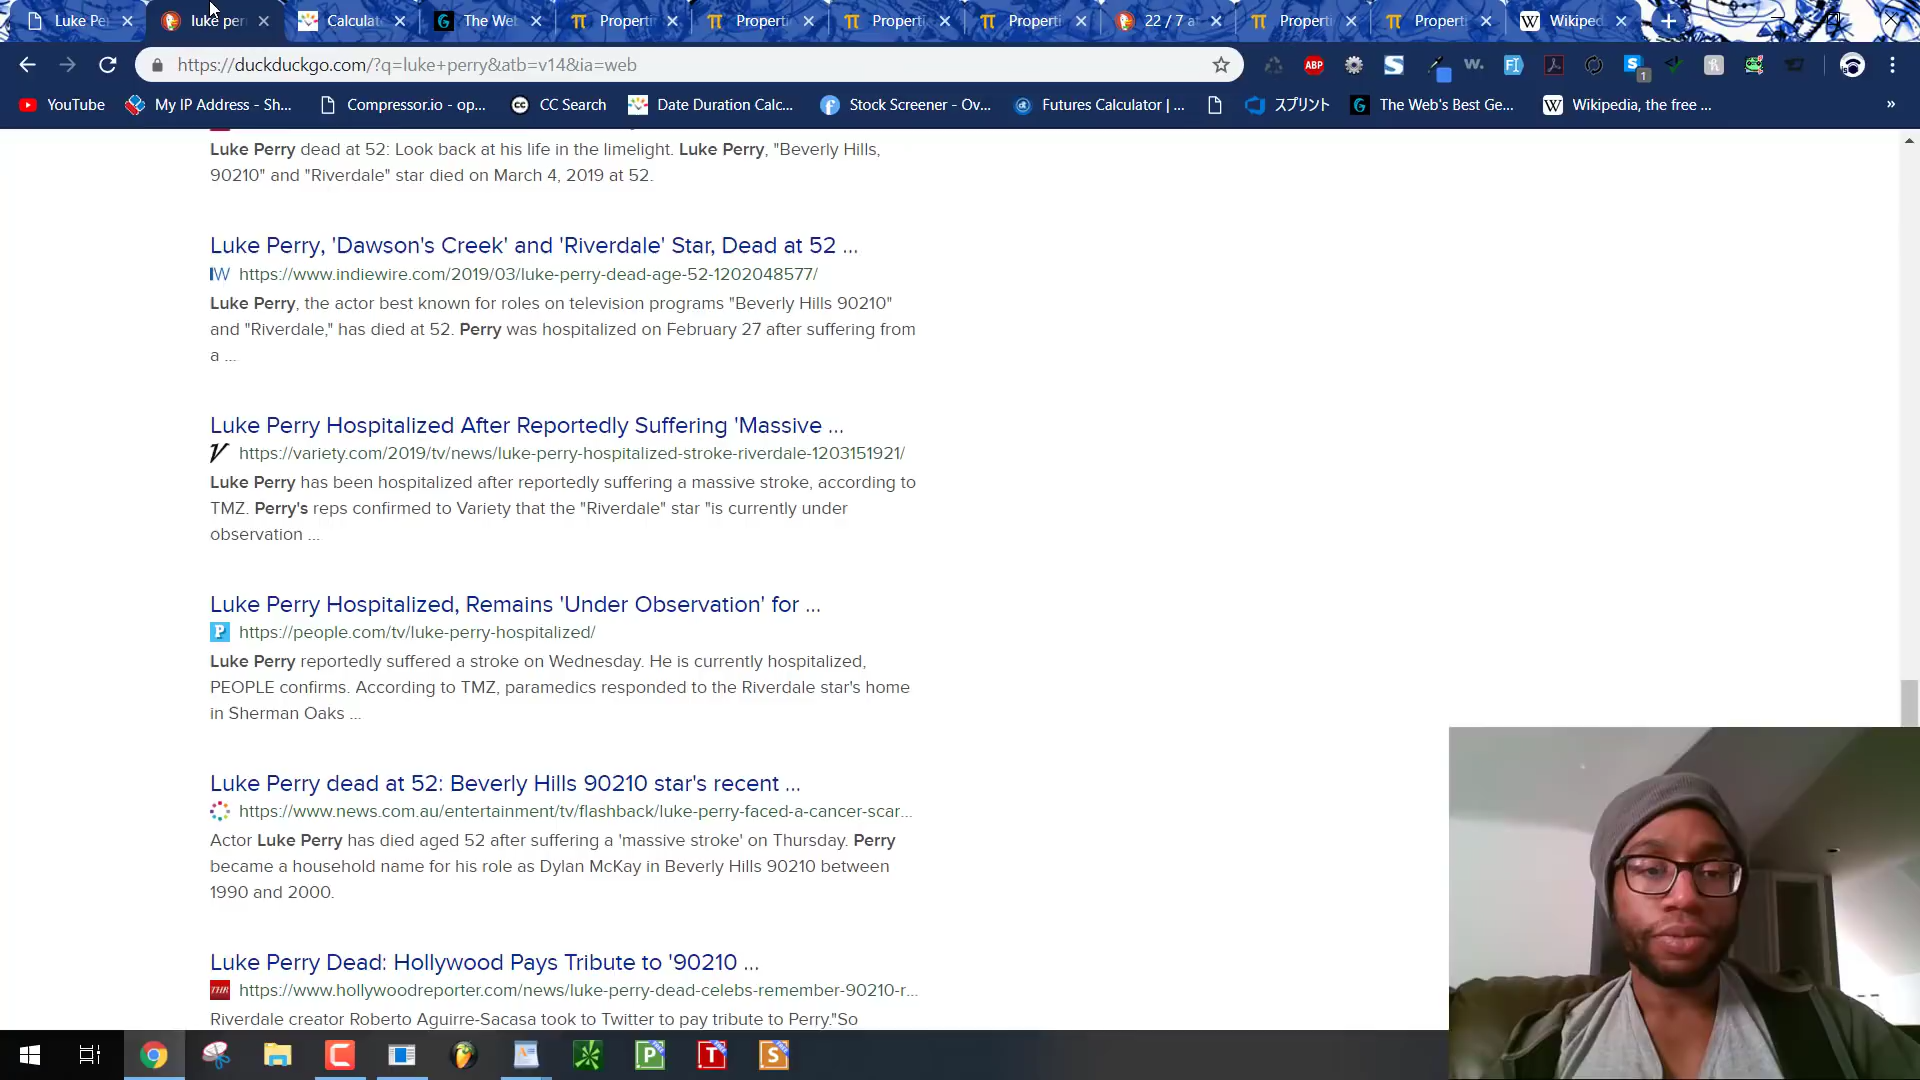 Luke Pe
luke per
Calculat
The Web
Properti
Properti
Properti
Properti
22 / 7 a
Properti
Properti
Wikiped
https://duckduckgo.com/?q=luke+perry&atb=v14&ia=web
ABP
1
YouTube
My IP Address - Sh...
Compressor.io - op...
CC Search
Date Duration Calc...
Stock Screener - Ov...
Futures Calculator | ...
スプリント
The Web's Best Ge...
Wikipedia, the free ...
»
Luke Perry dead at 52: Look back at his life in the limelight. Luke Perry, "Beverly Hills,
90210" and "Riverdale" star died on March 4, 2019 at 52.
Luke Perry, 'Dawson's Creek' and 'Riverdale' Star, Dead at 52 ...
IW https://www.indiewire.com/2019/03/luke-perry-dead-age-52-1202048577/
Luke Perry, the actor best known for roles on television programs "Beverly Hills 90210"
and "Riverdale," has died at 52. Perry was hospitalized on February 27 after suffering from
a ...
Luke Perry Hospitalized After Reportedly Suffering 'Massive ...
V https://variety.com/2019/tv/news/luke-perry-hospitalized-stroke-riverdale-1203151921/
Luke Perry has been hospitalized after reportedly suffering a massive stroke, according to
TMZ. Perry's reps confirmed to Variety that the "Riverdale" star "is currently under
observation ...
Luke Perry Hospitalized, Remains 'Under Observation' for ...
P https://people.com/tv/luke-perry-hospitalized/
Luke Perry reportedly suffered a stroke on Wednesday. He is currently hospitalized,
PEOPLE confirms. According to TMZ, paramedics responded to the Riverdale star's home
in Sherman Oaks ...
Luke Perry dead at 52: Beverly Hills 90210 star's recent ...
https://www.news.com.au/entertainment/tv/flashback/luke-perry-faced-a-cancer-scar...
Actor Luke Perry has died aged 52 after suffering a 'massive stroke' on Thursday. Perry
became a household name for his role as Dylan McKay in Beverly Hills 90210 between
1990 and 2000.
Luke Perry Dead: Hollywood Pays Tribute to '90210 ...
THR https://www.hollywoodreporter.com/news/luke-perry-dead-celebs-remember-90210-r...
Riverdale creator Roberto Aguirre-Sacasa took to Twitter to pay tribute to Perry."So
P
T
S